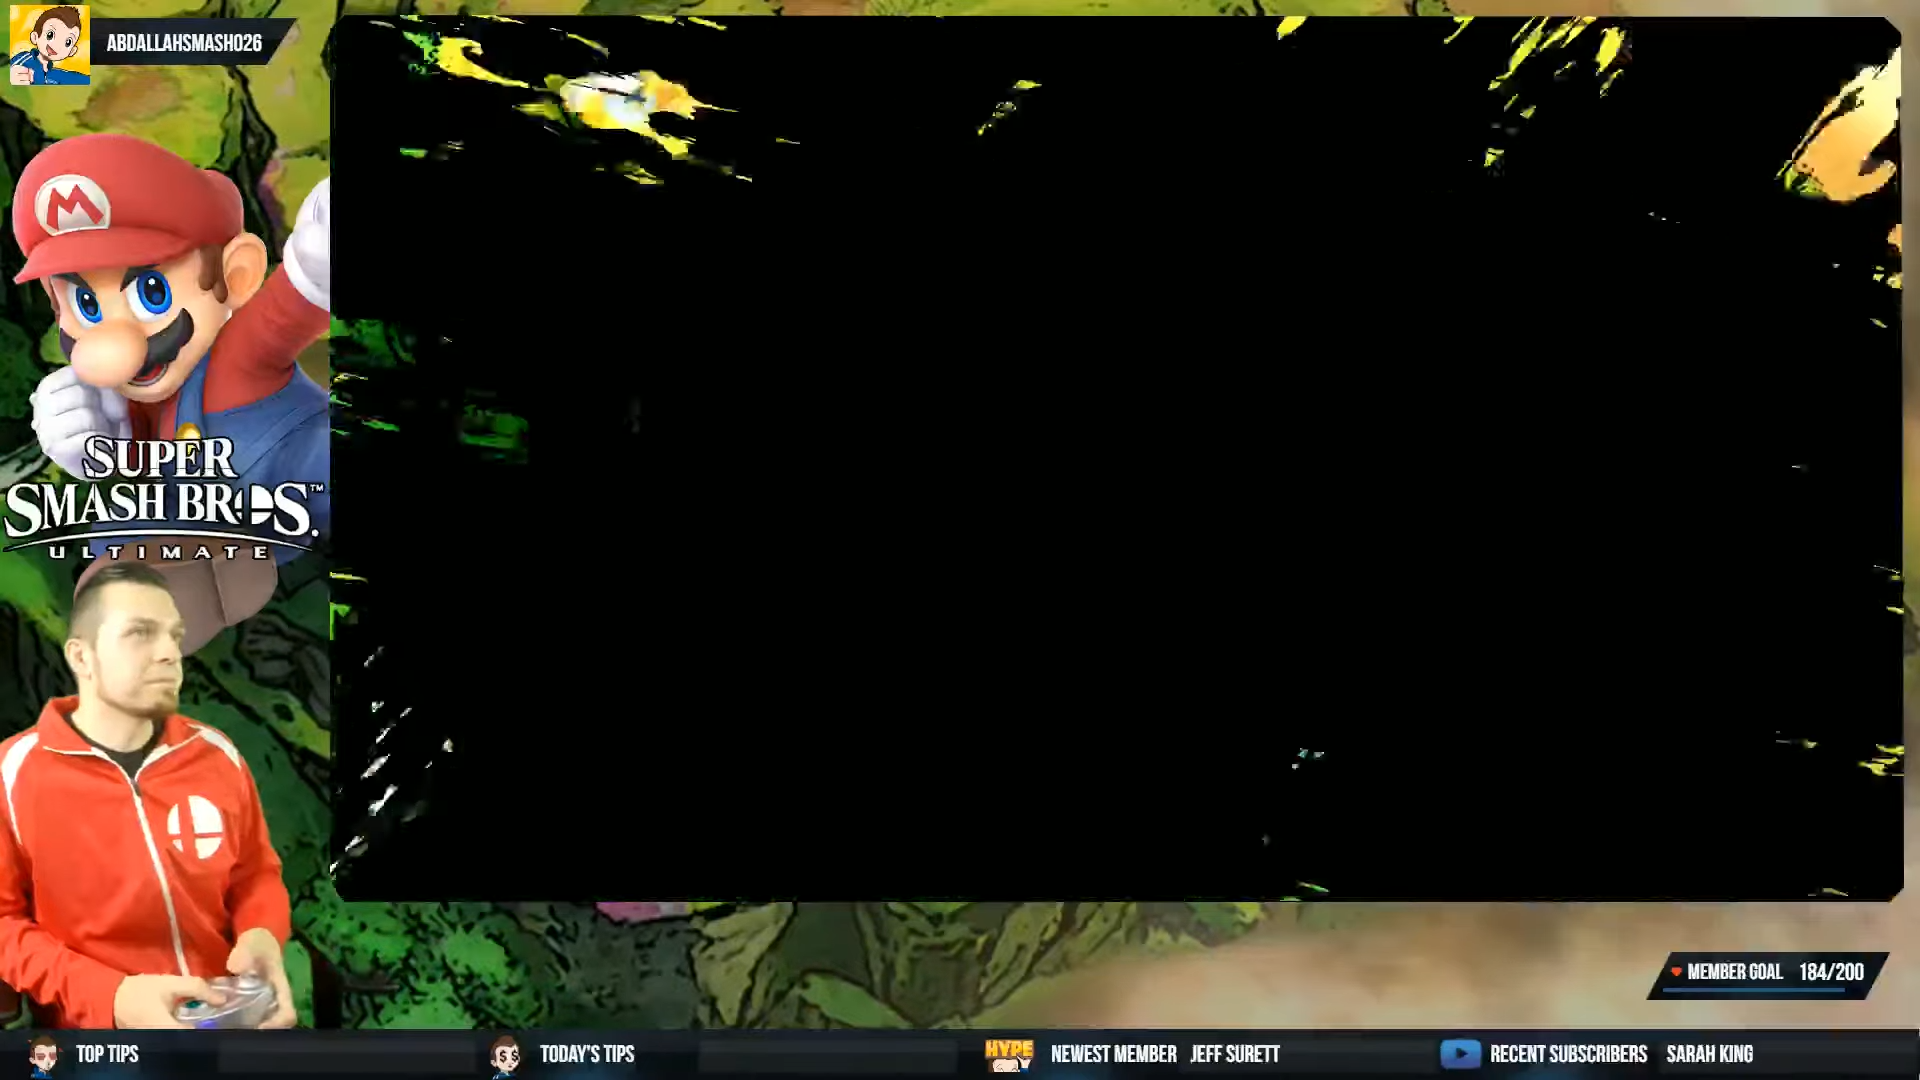 ABDALLAHSMASH026
M
SUPER
SMASH BROS.™
ULTIMATE
MEMBER GOAL 184/200
TOP TIPS
TODAY'S TIPS
HYPE
NEWEST MEMBER JEFF SURETT
RECENT SUBSCRIBERS SARAH KING